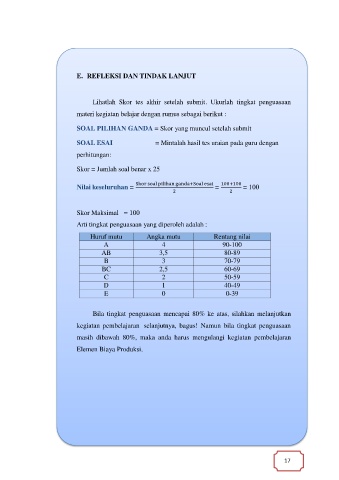 E. REFLEKSI DAN TINDAK LANJUT
Lihatlah Skor tes akhir setelah submit. Ukurlah tingkat penguasaan
materi kegiatan belajar dengan rumus sebagai berikut :
SOAL PILIHAN GANDA = Skor yang muncul setelah submit
SOAL ESAI = Mintalah hasil tes uraian pada guru dengan
perhitungan:
Skor = Jumlah soal benar x 25
Nilai keseluruhan = Skor soal pilihan ganda+Soal esai / 2 = 100+100 / 2 = 100
Skor Maksimal = 100
Arti tingkat penguasaan yang diperoleh adalah :
Huruf mutu Angka mutu Rentang nilai
A 4 90-100
AB 3,5 80-89
B 3 70-79
BC 2,5 60-69
C 2 50-59
D 1 40-49
E 0 0-39
Bila tingkat penguasaan mencapai 80% ke atas, silahkan melanjutkan
kegiatan pembelajaran selanjutnya, bagus! Namun bila tingkat penguasaan
masih dibawah 80%, maka anda harus mengulangi kegiatan pembelajaran
Elemen Biaya Produksi.
17